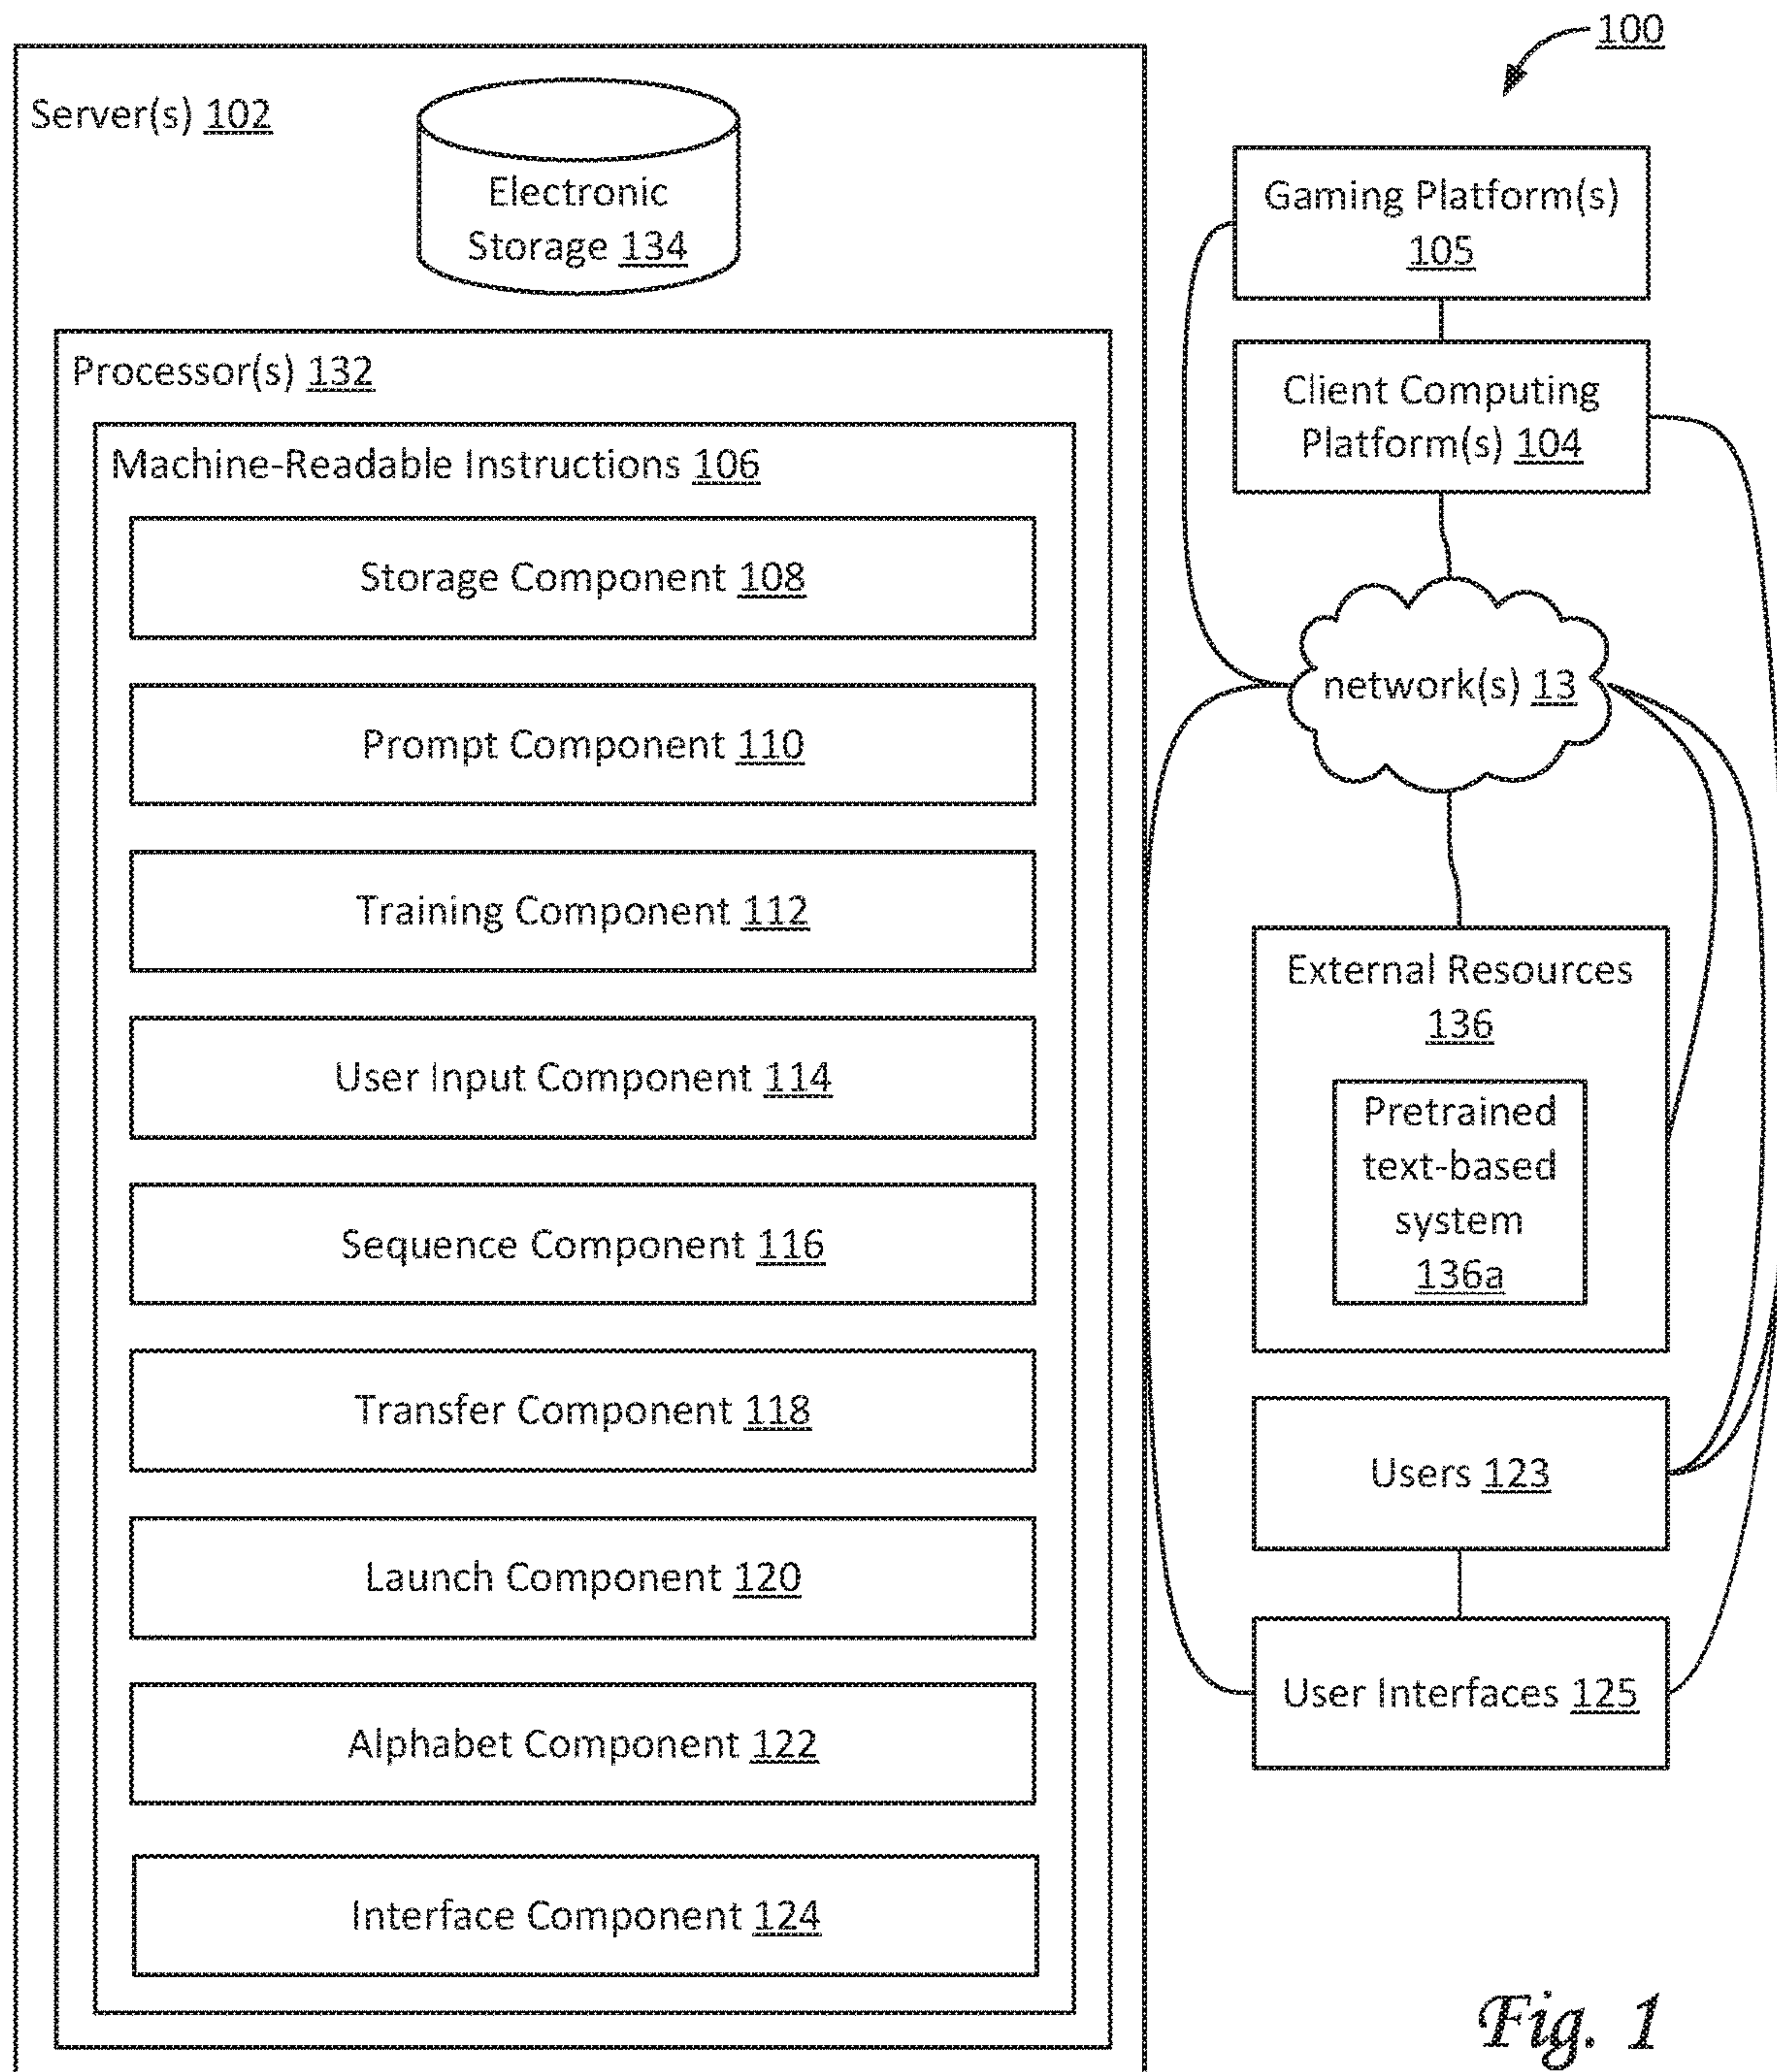 100
Server(s) 102
Electronic
Storage 134
Processor(s) 132
Machine-Readable Instructions 106
Storage Component 108
Prompt Component 110
Training Component 112
User Input Component 114
Sequence Component 116
Transfer Component 118
Launch Component 120
Alphabet Component 122
Interface Component 124
Gaming Platform(s)
105
Client Computing
Platform(s) 104
network(s) 13
External Resources
136
Pretrained
text-based
system
136a
Users 123
User Interfaces 125
Fig. 1